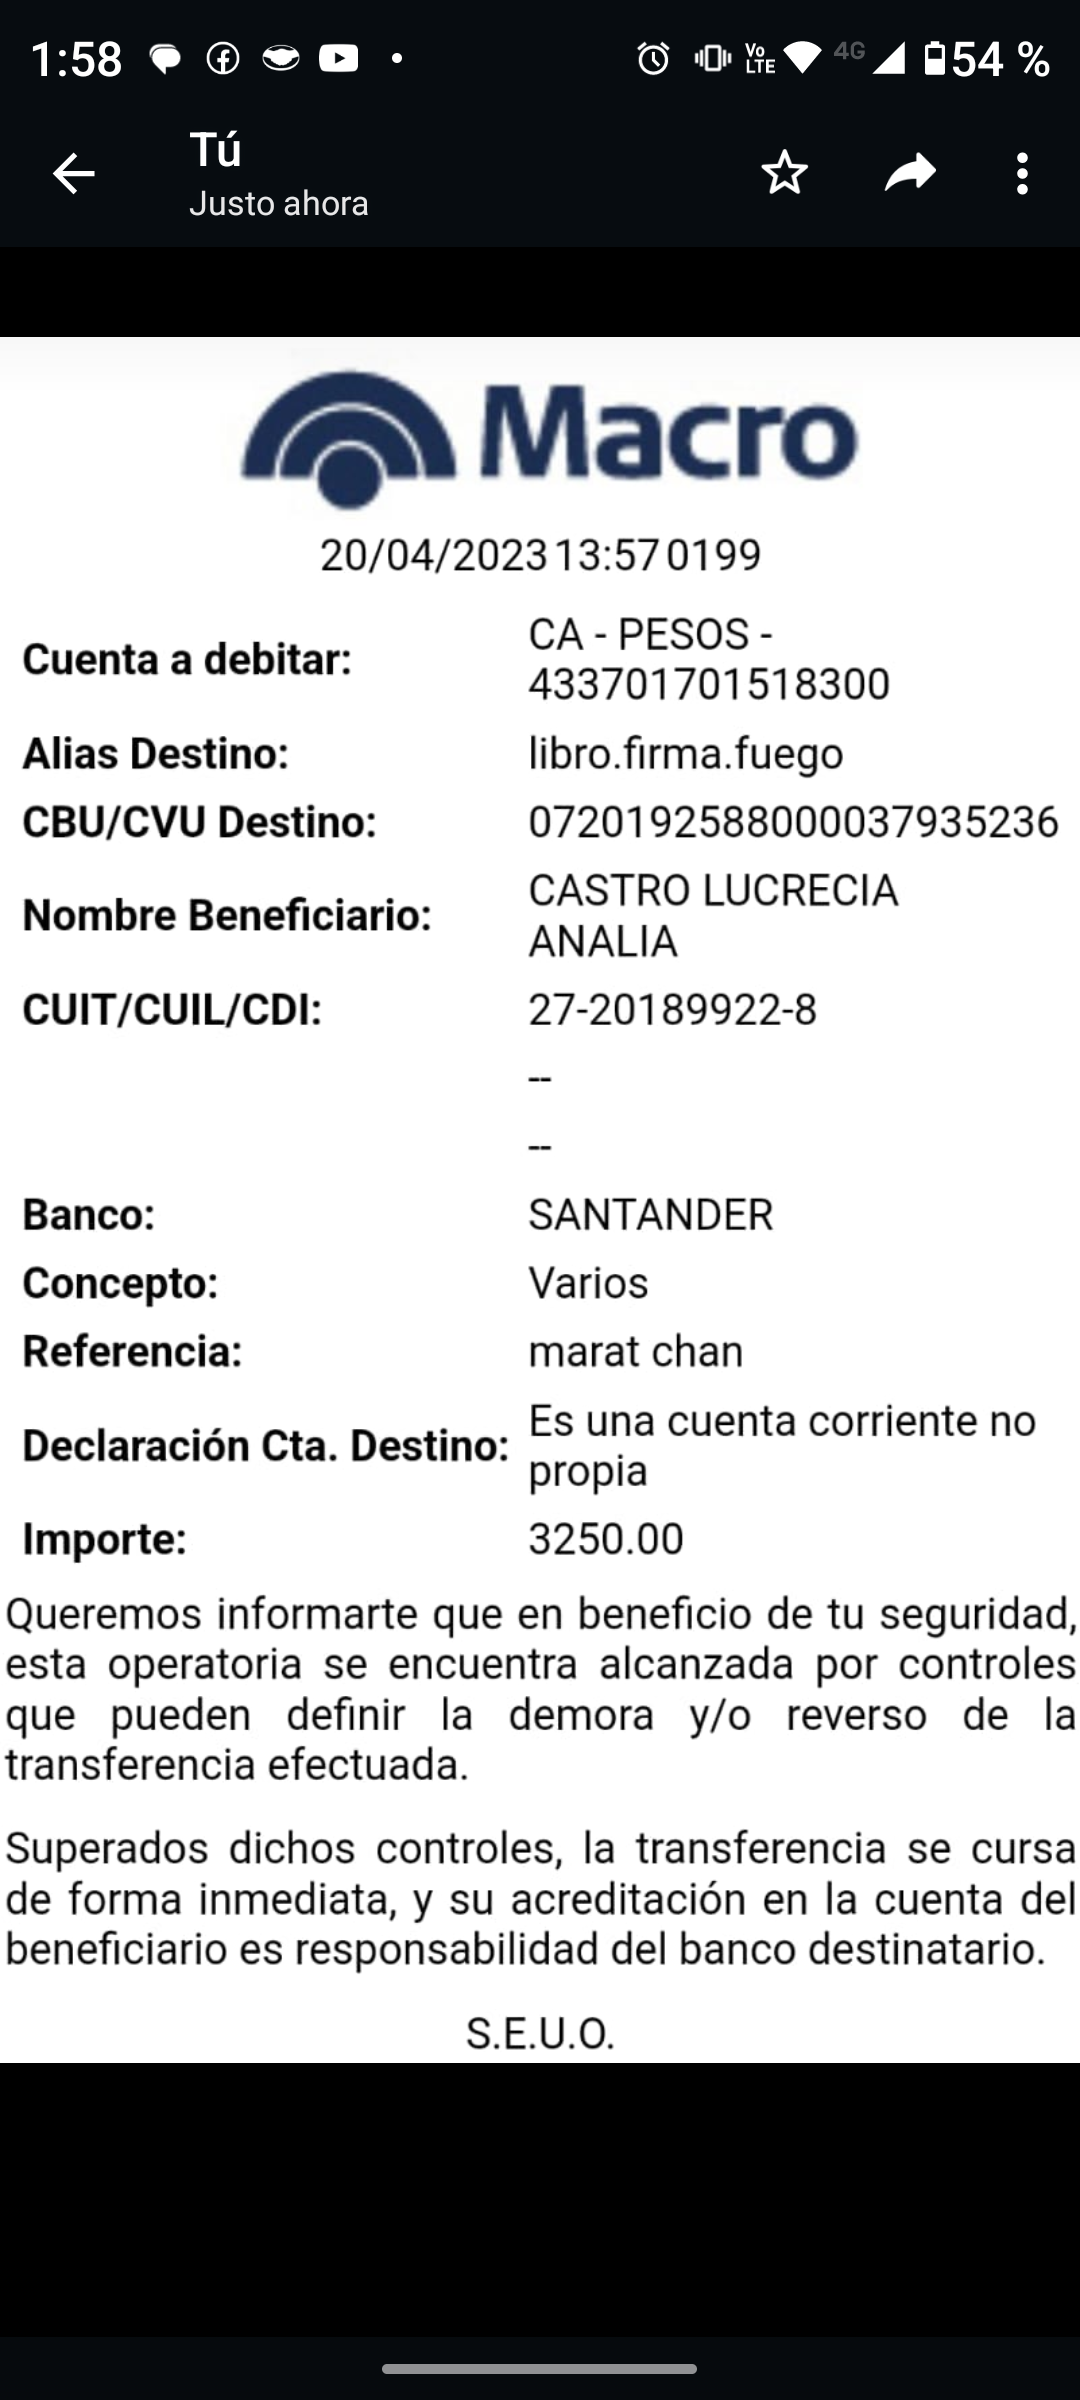 1:58 Vo LTE 4G 54 %
Tú
Justo ahora
Macro
20/04/2023 13:57 0199
Cuenta a debitar: CA - PESOS -
433701701518300
Alias Destino: libro.firma.fuego
CBU/CVU Destino: 0720192588000037935236
Nombre Beneficiario: CASTRO LUCRECIA
ANALIA
CUIT/CUIL/CDI: 27-20189922-8
--
--
Banco: SANTANDER
Concepto: Varios
Referencia: marat chan
Declaración Cta. Destino: Es una cuenta corriente no
propia
Importe: 3250.00
Queremos informarte que en beneficio de tu seguridad,
esta operatoria se encuentra alcanzada por controles
que pueden definir la demora y/o reverso de la
transferencia efectuada.
Superados dichos controles, la transferencia se cursa
de forma inmediata, y su acreditación en la cuenta del
beneficiario es responsabilidad del banco destinatario.
S.E.U.O.